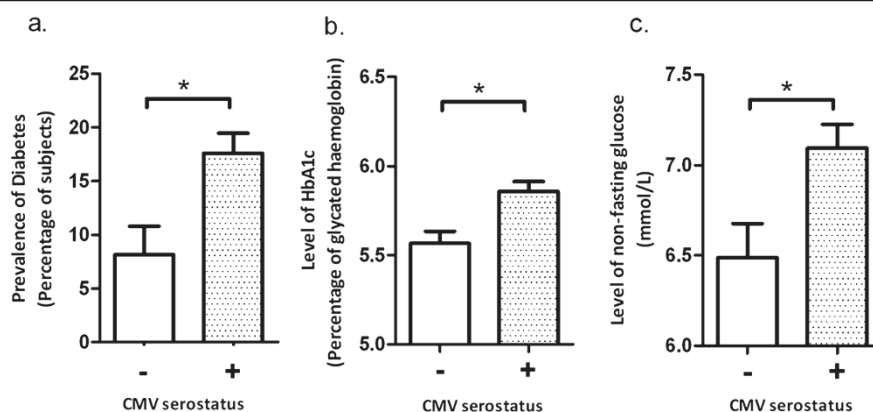 a.
Prevalence of Diabetes
(Percentage of subjects)
25
20
15
10
5
0
*
-
+
CMV serostatus
b.
Level of HbA1c
(Percentage of glycated haemoglobin)
6.5
6.0
5.5
5.0
*
-
+
CMV serostatus
c.
Level of non-fasting glucose
(mmol/L)
7.5
7.0
6.5
6.0
*
-
+
CMV serostatus